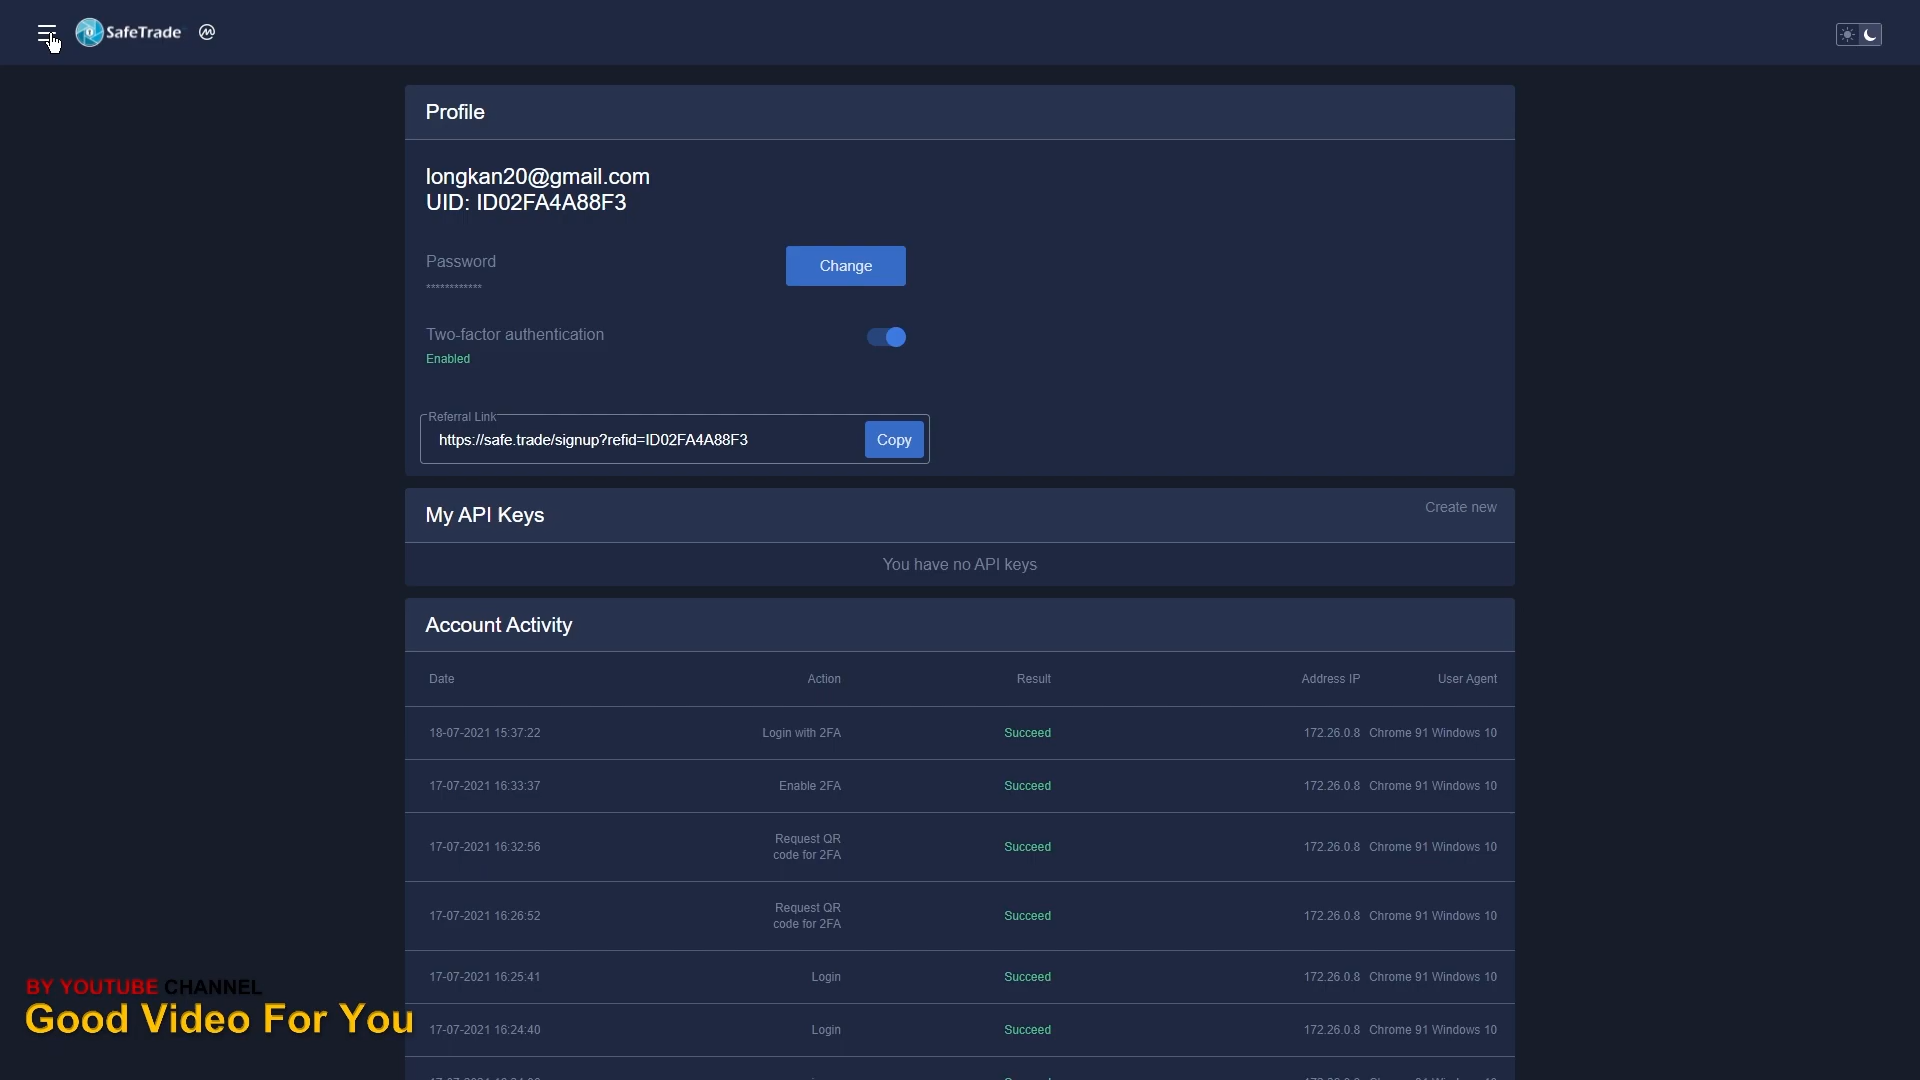 SafeTrade
Profile
longkan20@gmail.com
UID: ID02FA4A88F3
Password
Change
************
Two-factor authentication
Enabled
Referral Link
https://safe.trade/signup?refid=ID02FA4A88F3
Copy
My API Keys
Create new
You have no API keys
Account Activity
Date Action Result Address IP User Agent
18-07-2021 15:37:22 Login with 2FA Succeed 172.26.0.8 Chrome 91 Windows 10
17-07-2021 16:33:37 Enable 2FA Succeed 172.26.0.8 Chrome 91 Windows 10
17-07-2021 16:32:56 Request QR code for 2FA Succeed 172.26.0.8 Chrome 91 Windows 10
17-07-2021 16:26:52 Request QR code for 2FA Succeed 172.26.0.8 Chrome 91 Windows 10
17-07-2021 16:25:41 Login Succeed 172.26.0.8 Chrome 91 Windows 10
17-07-2021 16:24:40 Login Succeed 172.26.0.8 Chrome 91 Windows 10
BY YOUTUBE CHANNEL
Good Video For You